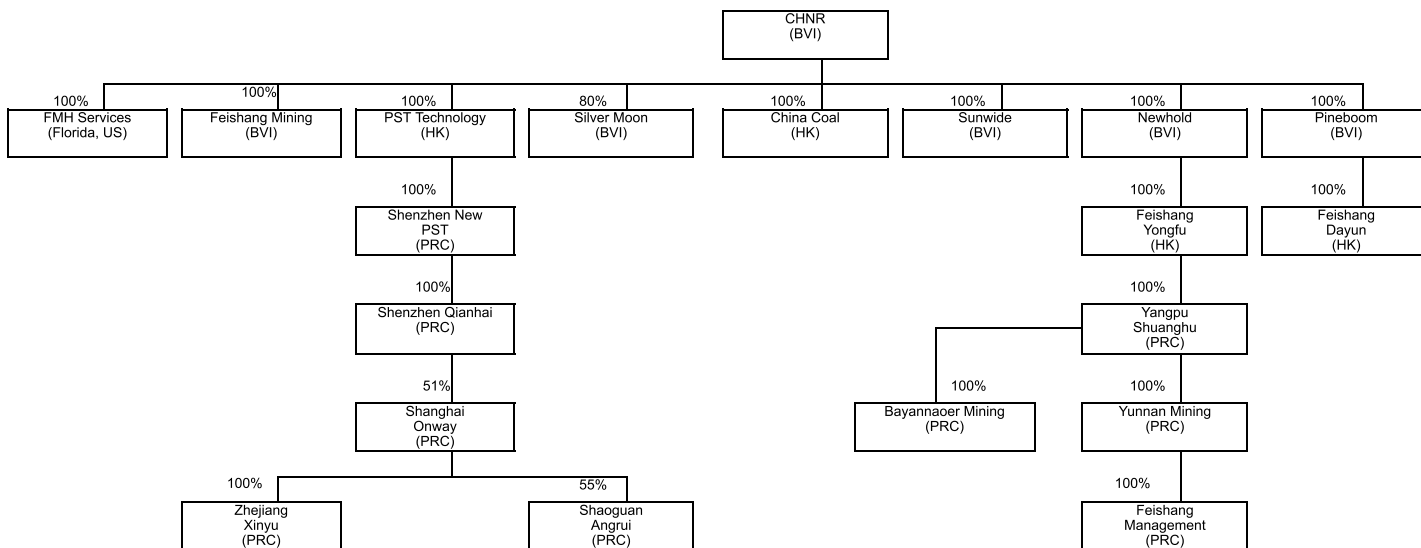 CHNR
(BVI)
100%
100%
100%
80%
100%
100%
100%
100%
FMH Services
(Florida, US)
Feishang Mining
(BVI)
PST Technology
(HK)
Silver Moon
(BVI)
China Coal
(HK)
Sunwide
(BVI)
Newhold
(BVI)
Pineboom
(BVI)
100%
100%
100%
Shenzhen New
PST
(PRC)
Feishang
Yongfu
(HK)
Feishang
Dayun
(HK)
100%
100%
Shenzhen Qianhai
(PRC)
Yangpu
Shuanghu
(PRC)
51%
100%
100%
Shanghai
Onway
(PRC)
Bayannaoer Mining
(PRC)
Yunnan Mining
(PRC)
100%
55%
100%
Zhejiang
Xinyu
(PRC)
Shaoguan
Angrui
(PRC)
Feishang
Management
(PRC)